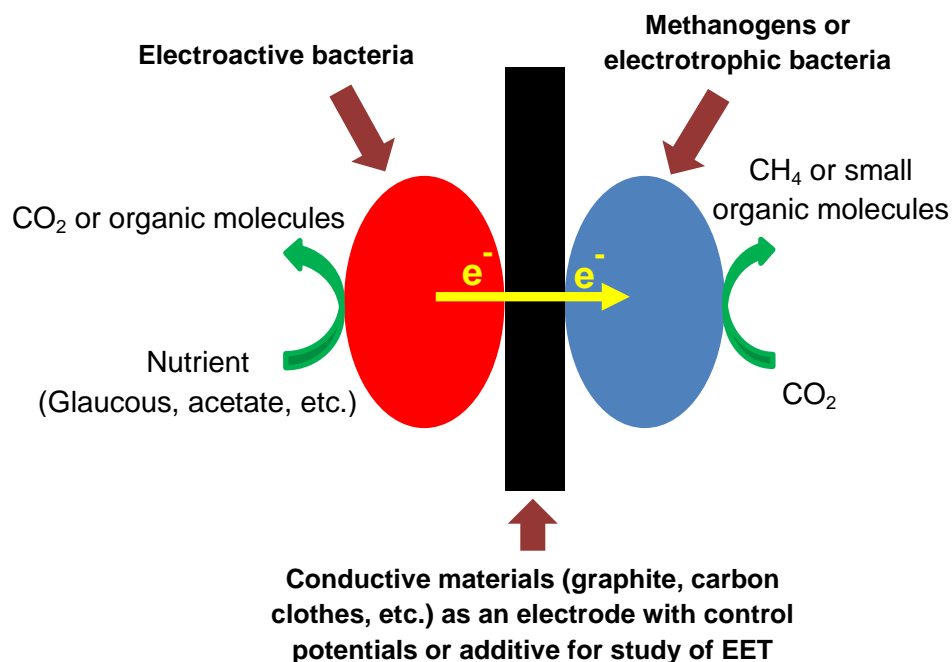 Electroactive bacteria
Methanogens or
electrotrophic bacteria
CO₂ or organic molecules
CH₄ or small
organic molecules
e⁻
e⁻
Nutrient
(Glaucous, acetate, etc.)
CO₂
Conductive materials (graphite, carbon
clothes, etc.) as an electrode with control
potentials or additive for study of EET